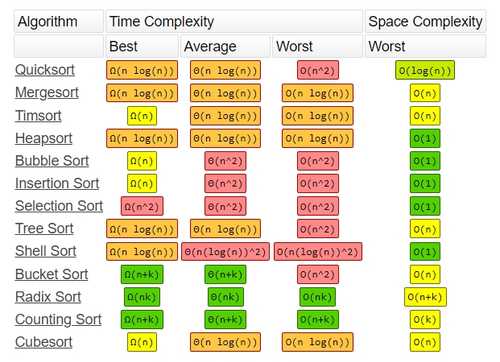 Algorithm Time Complexity Space Complexity
Best Average Worst Worst
Quicksort Ω(n log(n)) Θ(n log(n)) O(n^2) O(log(n))
Mergesort Ω(n log(n)) Θ(n log(n)) O(n log(n)) O(n)
Timsort Ω(n) Θ(n log(n)) O(n log(n)) O(n)
Heapsort Ω(n log(n)) Θ(n log(n)) O(n log(n)) O(1)
Bubble Sort Ω(n) Θ(n^2) O(n^2) O(1)
Insertion Sort Ω(n) Θ(n^2) O(n^2) O(1)
Selection Sort Ω(n^2) Θ(n^2) O(n^2) O(1)
Tree Sort Ω(n log(n)) Θ(n log(n)) O(n^2) O(n)
Shell Sort Ω(n log(n)) Θ(n(log(n))^2) O(n(log(n))^2) O(1)
Bucket Sort Ω(n+k) Θ(n+k) O(n^2) O(n)
Radix Sort Ω(nk) Θ(nk) O(nk) O(n+k)
Counting Sort Ω(n+k) Θ(n+k) O(n+k) O(k)
Cubesort Ω(n) Θ(n log(n)) O(n log(n)) O(n)